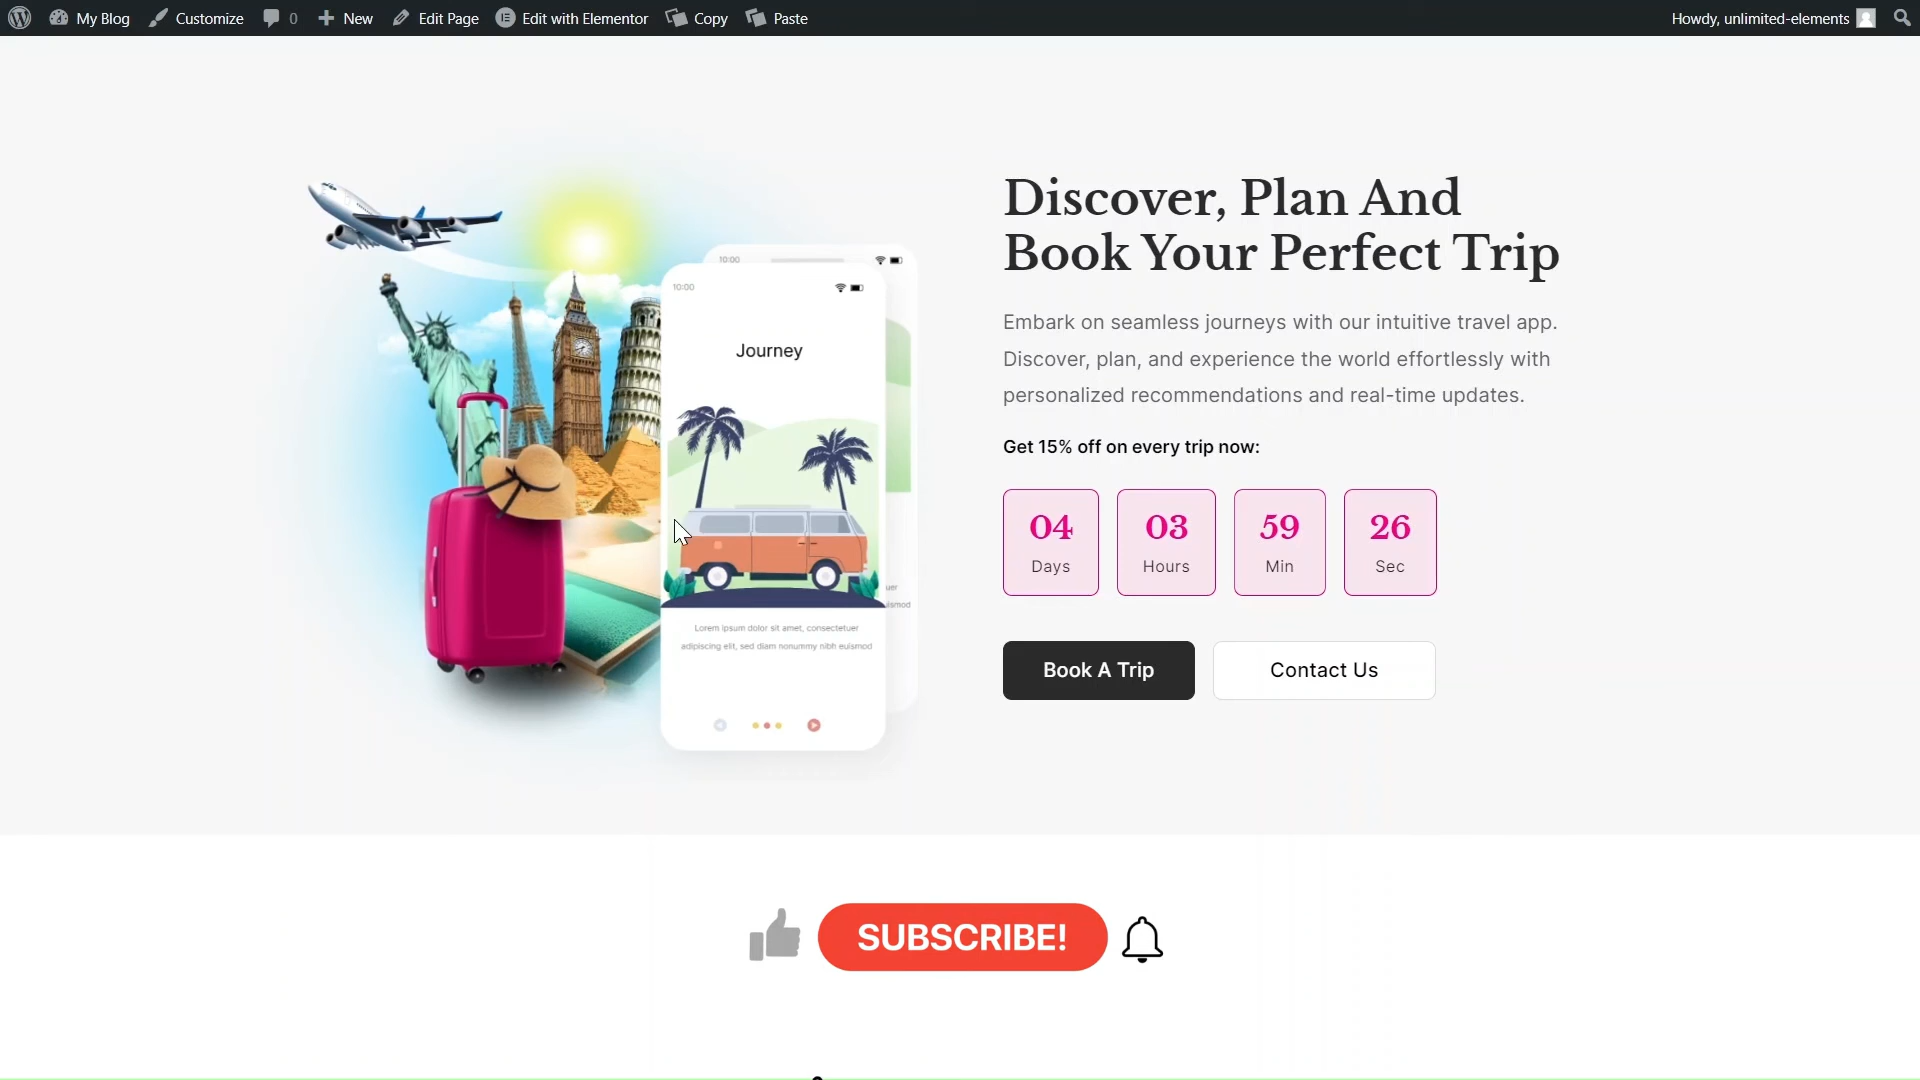 My Blog Customize 0 New Edit Page Edit with Elementor Copy Paste Howdy, unlimited-elements
Discover, Plan And
Book Your Perfect Trip
Embark on seamless journeys with our intuitive travel app.
Discover, plan, and experience the world effortlessly with
personalized recommendations and real-time updates.
Get 15% off on every trip now:
04 03 59 26
Days Hours Min Sec
Book A Trip Contact Us
10:00
10:00
Journey
uer
uismod
Lorem ipsum dolor sit amet, consectetuer
adipiscing elit, sed diam nonummy nibh euismod
SUBSCRIBE!